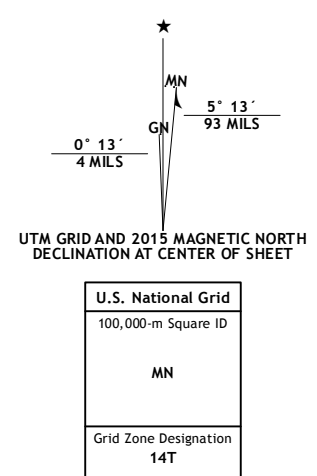 ★
MN
5° 13´
93 MILS
GN
0° 13´
4 MILS
UTM GRID AND 2015 MAGNETIC NORTH
DECLINATION AT CENTER OF SHEET
U.S. National Grid
100,000-m Square ID
MN
Grid Zone Designation
14T